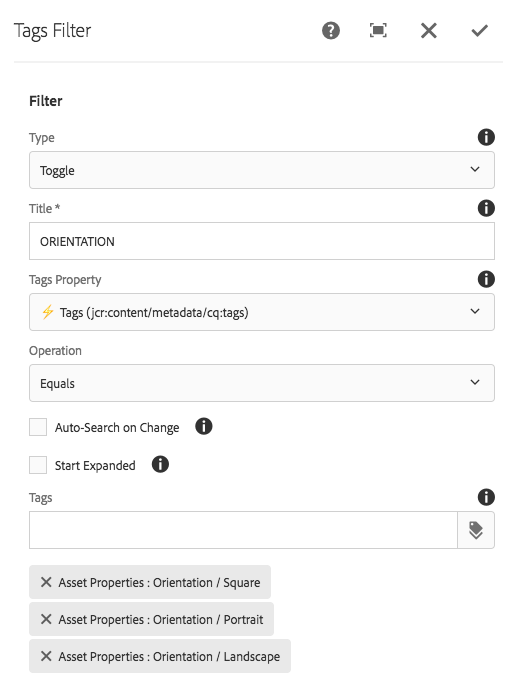 Tags Filter
Filter
Type
Toggle
Title *
ORIENTATION
Tags Property
⚡ Tags (jcr:content/metadata/cq:tags)
Operation
Equals
Auto-Search on Change
Start Expanded
Tags
Asset Properties : Orientation / Square
Asset Properties : Orientation / Portrait
Asset Properties : Orientation / Landscape